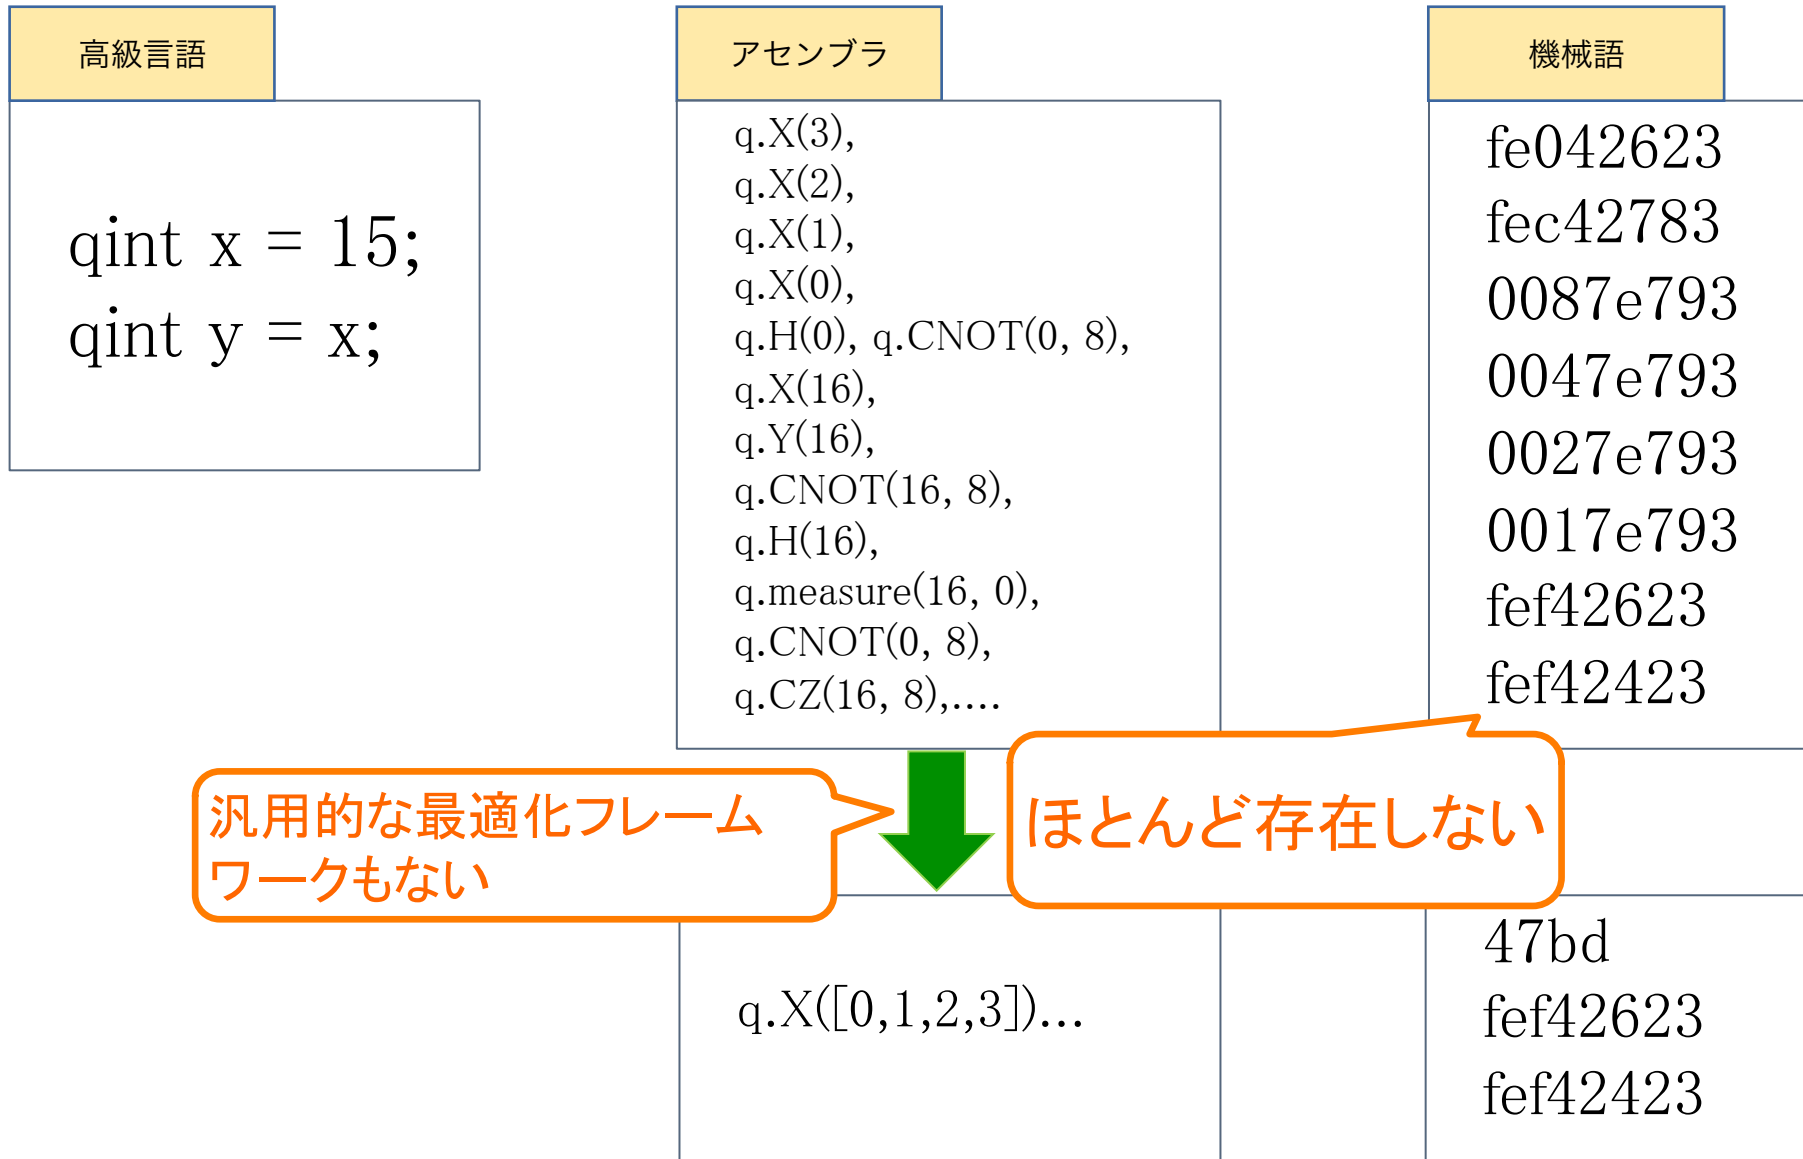 高級言語
qint x = 15;
qint y = x;
アセンブラ
q.X(3),
q.X(2),
q.X(1),
q.X(0),
q.H(0), q.CNOT(0, 8),
q.X(16),
q.Y(16),
q.CNOT(16, 8),
q.H(16),
q.measure(16, 0),
q.CNOT(0, 8),
q.CZ(16, 8),....
機械語
fe042623
fec42783
0087e793
0047e793
0027e793
0017e793
fef42623
fef42423
汎用的な最適化フレーム
ワークもない
ほとんど存在しない
q.X([0,1,2,3])...
47bd
fef42623
fef42423